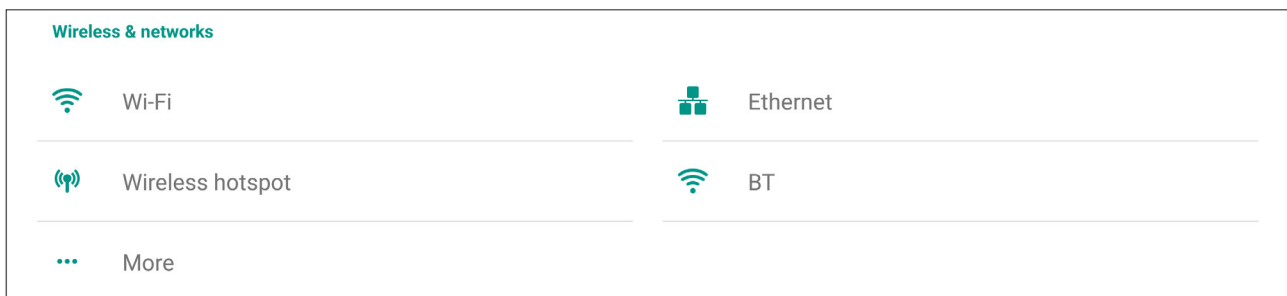 Wireless & networks
Wi-Fi
Ethernet
Wireless hotspot
BT
More